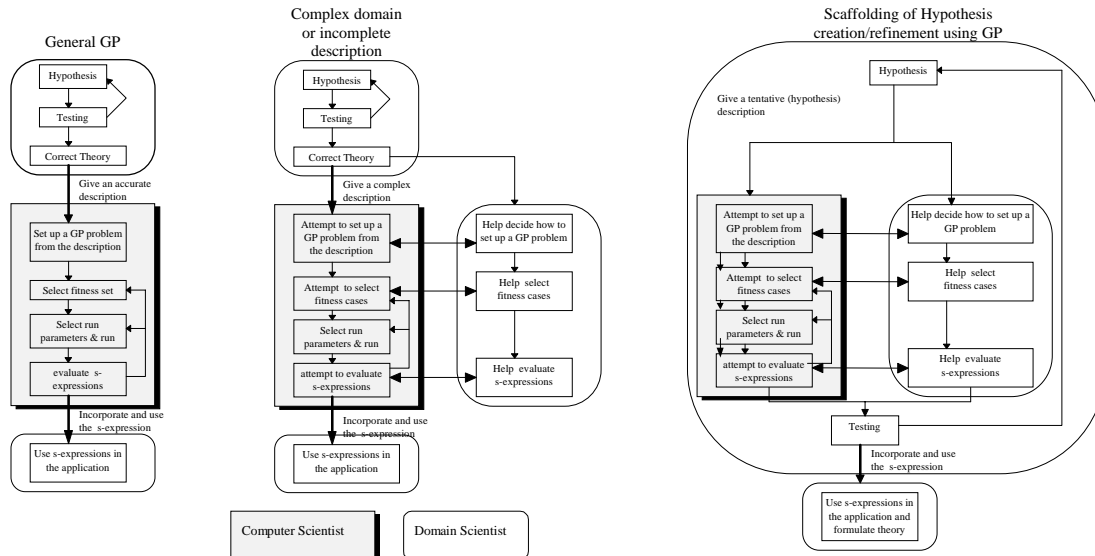 General GP
Hypothesis
Testing
Correct Theory
Give an accurate
description
Set up a GP problem
from the description
Select fitness set
Select run
parameters & run
evaluate s-expressions
Incorporate and use
the s-expression
Use s-expressions in
the application
Complex domain
or incomplete
description
Hypothesis
Testing
Correct Theory
Give a complex
description
Attempt to set up a
GP problem from
the description
Attempt to select
fitness cases
Select run
parameters & run
attempt to evaluate
s-expressions
Help decide how to
set up a GP problem
Help select
fitness cases
Help evaluate
s-expressions
Incorporate and use
the s-expression
Use s-expressions in
the application
Scaffolding of Hypothesis
creation/refinement using GP
Hypothesis
Give a tentative (hypothesis)
description
Attempt to set up a
GP problem from
the description
Attempt to select
fitness cases
Select run
parameters & run
attempt to evaluate
s-expressions
Help decide how to set up a
GP problem
Help select
fitness cases
Help evaluate
s-expressions
Testing
Incorporate and use
the s-expression
Use s-expressions in
the application and
formulate theory
Computer Scientist
Domain Scientist